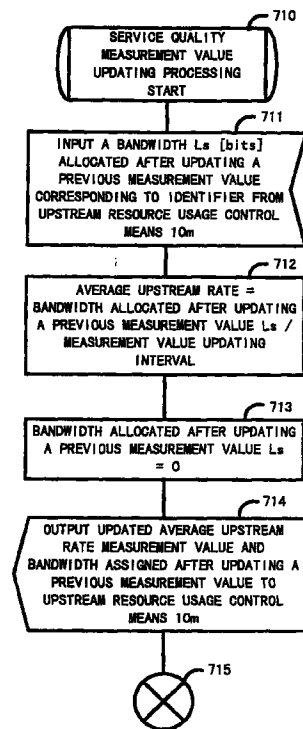 710
SERVICE QUALITY
MEASUREMENT VALUE
UPDATING PROCESSING
START
711
INPUT A BANDWIDTH Ls [bits]
ALLOCATED AFTER UPDATING A
PREVIOUS MEASUREMENT VALUE
CORRESPONDING TO IDENTIFIER FROM
UPSTREAM RESOURCE USAGE CONTROL
MEANS 10m
712
AVERAGE UPSTREAM RATE =
BANDWIDTH ALLOCATED AFTER UPDATING
A PREVIOUS MEASUREMENT VALUE Ls /
MEASUREMENT VALUE UPDATING
INTERVAL
713
BANDWIDTH ALLOCATED AFTER UPDATING
A PREVIOUS MEASUREMENT VALUE Ls
= 0
714
OUTPUT UPDATED AVERAGE UPSTREAM
RATE MEASUREMENT VALUE AND
BANDWIDTH ASSIGNED AFTER UPDATING A
PREVIOUS MEASUREMENT VALUE TO
UPSTREAM RESOURCE USAGE CONTROL
MEANS 10m
715